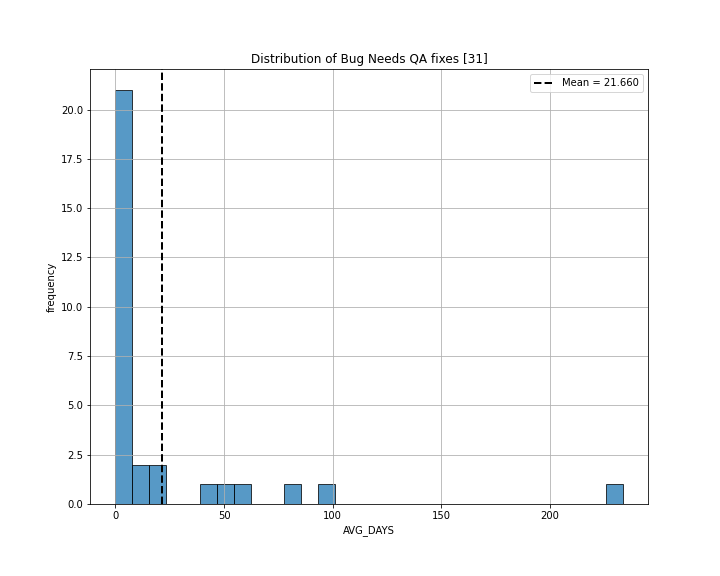 Distribution of Bug Needs QA fixes [31]
Mean = 21.660
20.0
17.5
15.0
12.5
10.0
7.5
5.0
2.5
0.0
frequency
0 50 100 150 200
AVG_DAYS